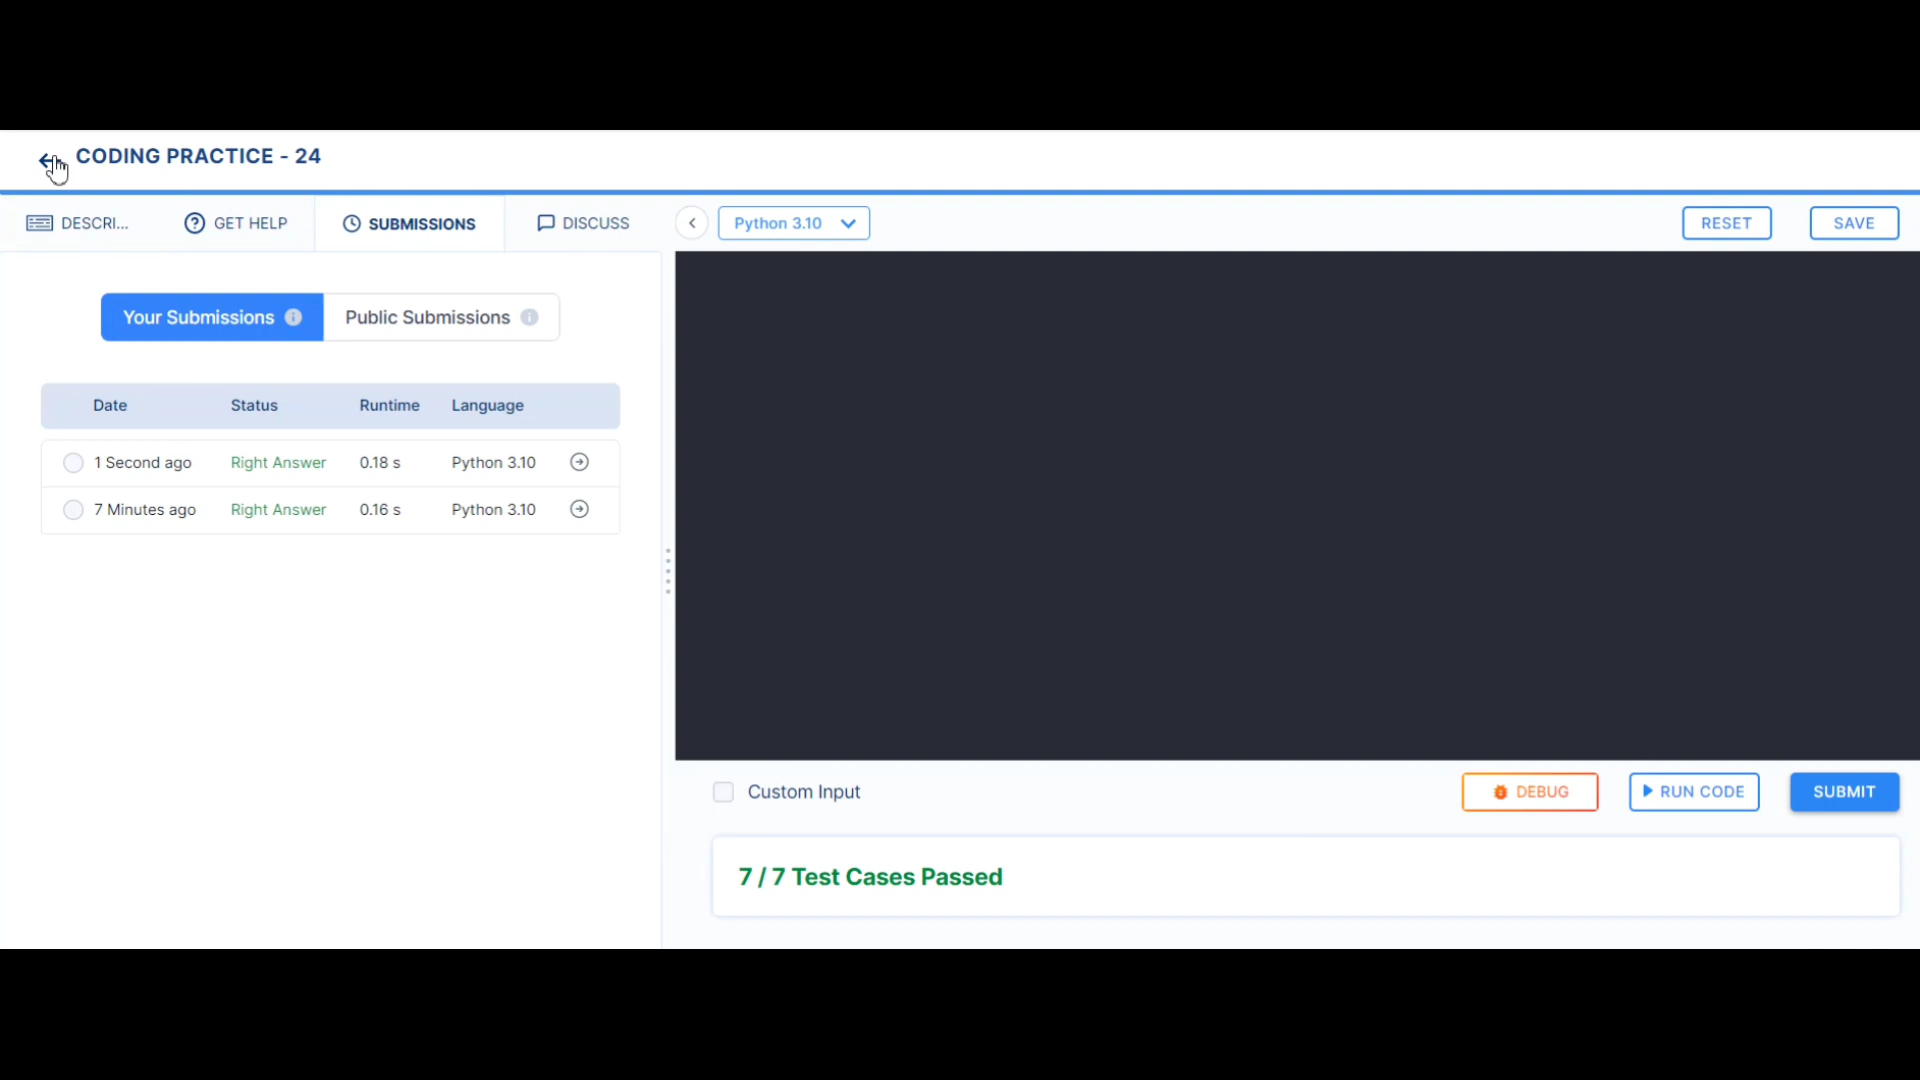 CODING PRACTICE - 24
DESCRI... GET HELP SUBMISSIONS DISCUSS Python 3.10 RESET SAVE
Your Submissions Public Submissions
Date Status Runtime Language
1 Second ago Right Answer 0.18 s Python 3.10
7 Minutes ago Right Answer 0.16 s Python 3.10
Custom Input DEBUG RUN CODE SUBMIT
7 / 7 Test Cases Passed